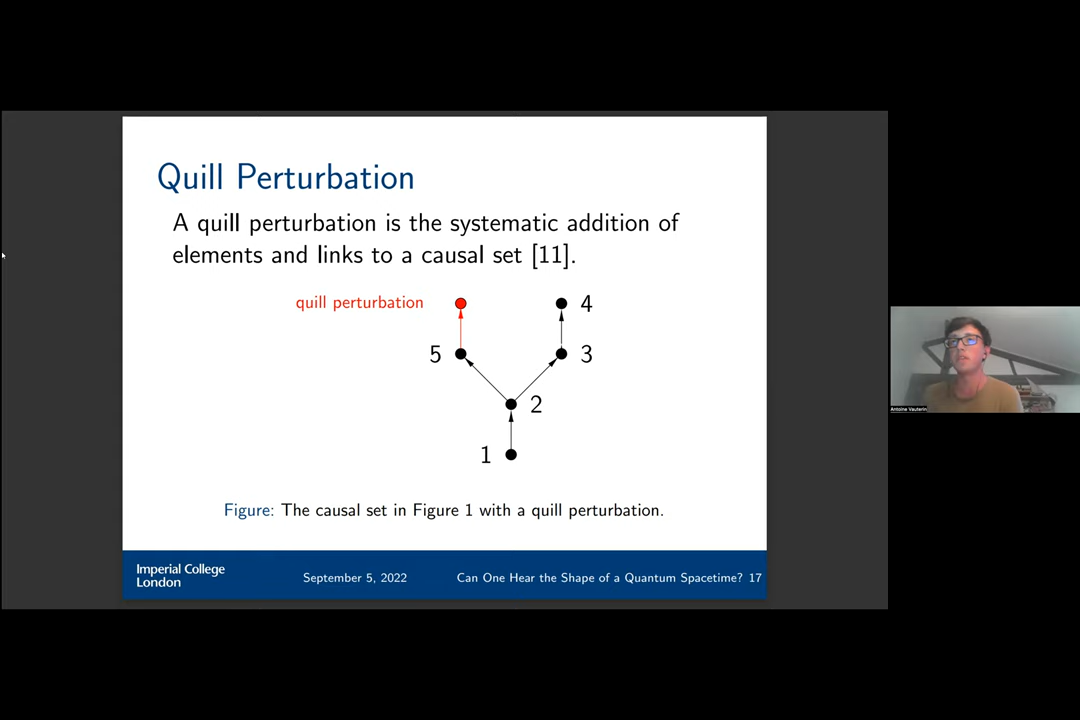 Quill Perturbation
A quill perturbation is the systematic addition of
elements and links to a causal set [11].
quill perturbation
4
5
3
2
1
Figure: The causal set in Figure 1 with a quill perturbation.
Imperial College
London
September 5, 2022
Can One Hear the Shape of a Quantum Spacetime? 17
Antoine Vauterin